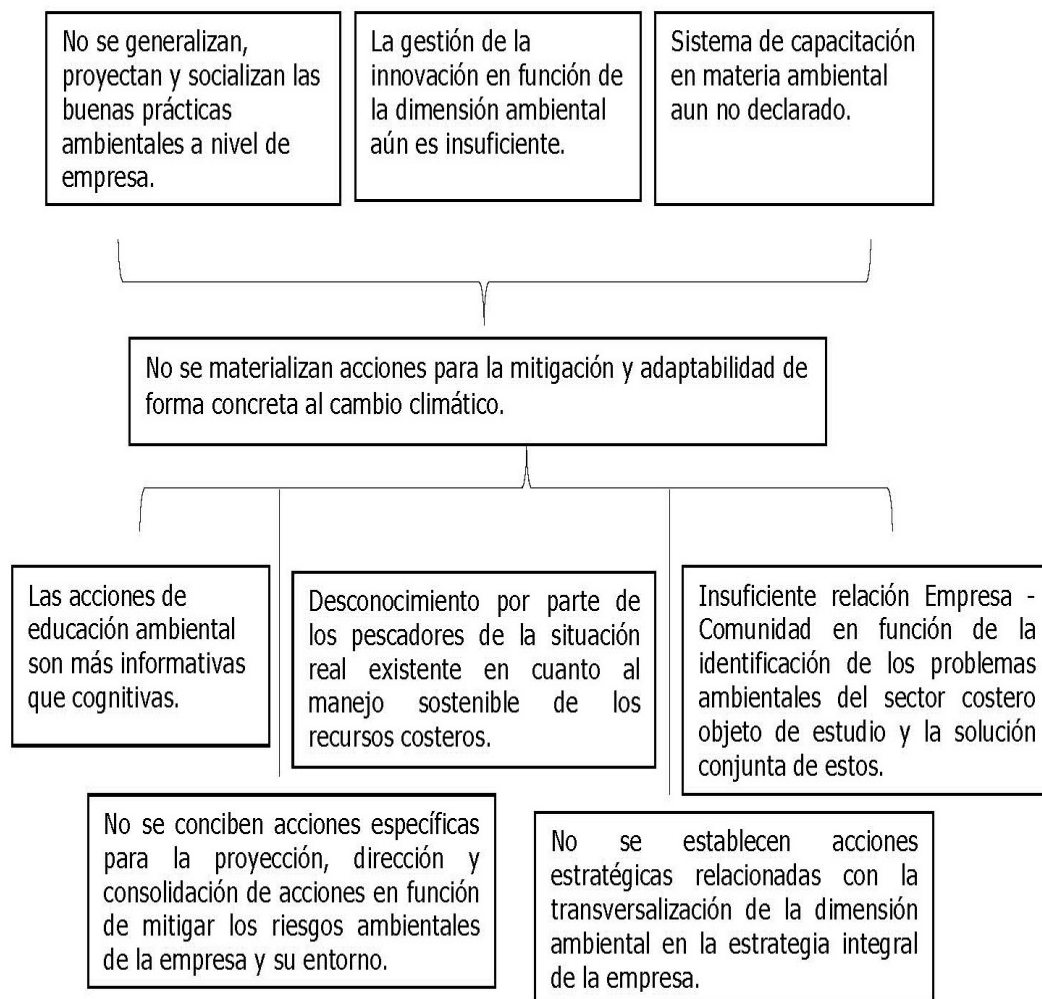 No se generalizan,
proyectan y socializan las
buenas prácticas
ambientales a nivel de
empresa.
La gestión de la
innovación en función de
la dimensión ambiental
aún es insuficiente.
Sistema de capacitación
en materia ambiental
aun no declarado.
No se materializan acciones para la mitigación y adaptabilidad de
forma concreta al cambio climático.
Las acciones de
educación ambiental
son más informativas
que cognitivas.
Desconocimiento por parte de
los pescadores de la situación
real existente en cuanto al
manejo sostenible de los
recursos costeros.
Insuficiente relación Empresa -
Comunidad en función de la
identificación de los problemas
ambientales del sector costero
objeto de estudio y la solución
conjunta de estos.
No se conciben acciones específicas
para la proyección, dirección y
consolidación de acciones en función
de mitigar los riesgos ambientales
de la empresa y su entorno.
No se establecen acciones
estratégicas relacionadas con la
transversalización de la dimensión
ambiental en la estrategia integral
de la empresa.